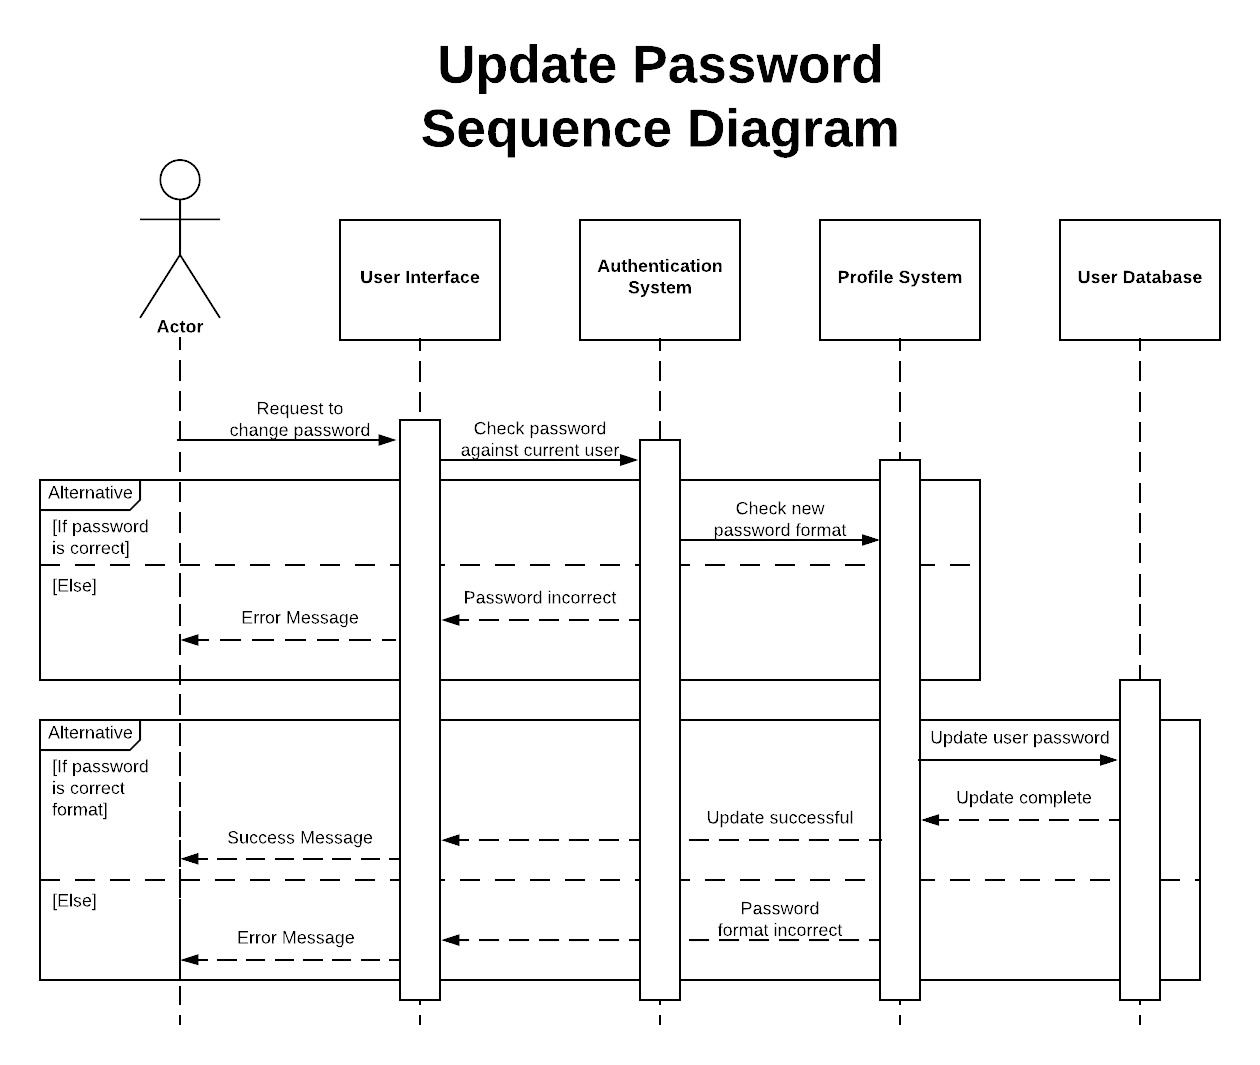 Update Password
Sequence Diagram
User Interface
Authentication
System
Profile System
User Database
Actor
Request to
change password
Check password
against current user
Alternative
[If password
is correct]
Check new
password format
[Else]
Password incorrect
Error Message
Alternative
[If password
is correct
format]
Update user password
Update complete
Update successful
Success Message
[Else]
Password
format incorrect
Error Message